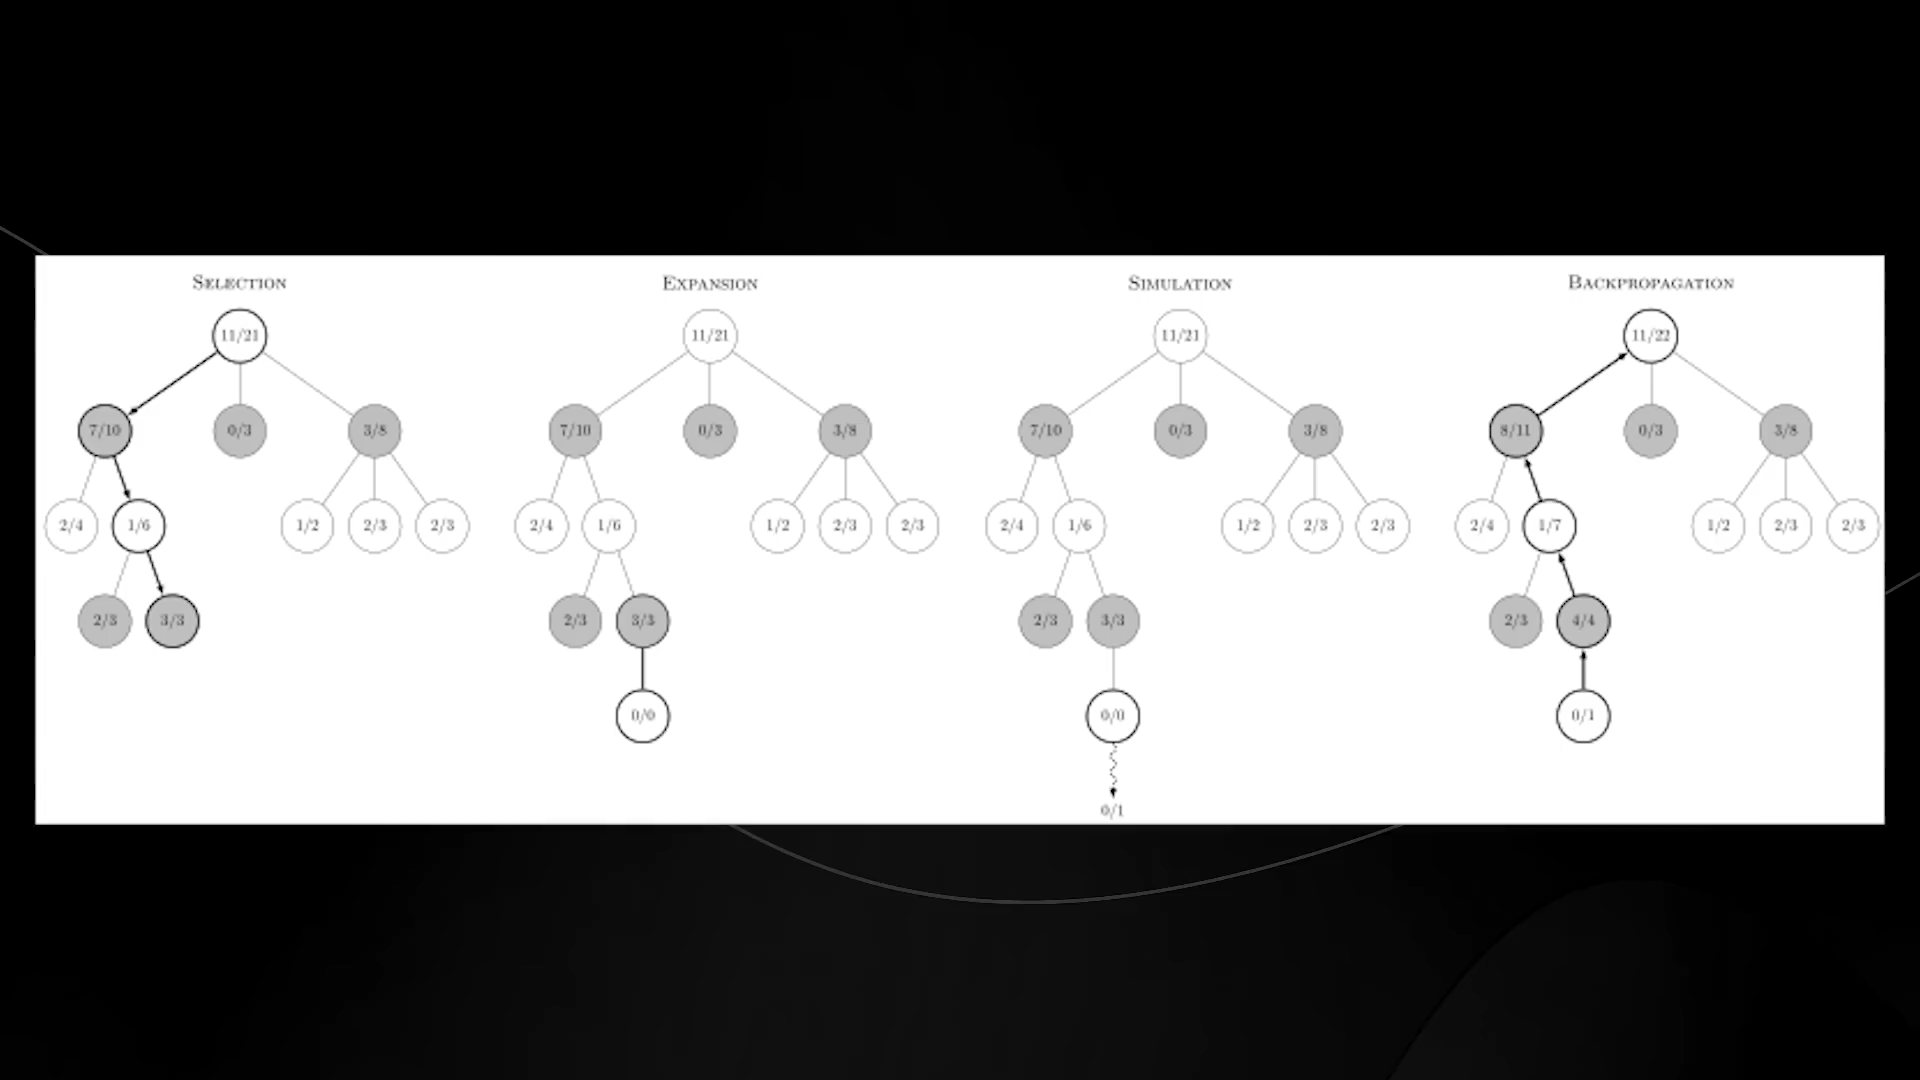 SELECTION
11/21
7/10 0/3 3/8
2/4 1/6 1/2 2/3 2/3
2/3 3/3
EXPANSION
11/21
7/10 0/3 3/8
2/4 1/6 1/2 2/3 2/3
2/3 3/3
0/0
SIMULATION
11/21
7/10 0/3 3/8
2/4 1/6 1/2 2/3 2/3
2/3 3/3
0/0
0/1
BACKPROPAGATION
11/22
8/11 0/3 3/8
2/4 1/7 1/2 2/3 2/3
2/3 4/4
0/1